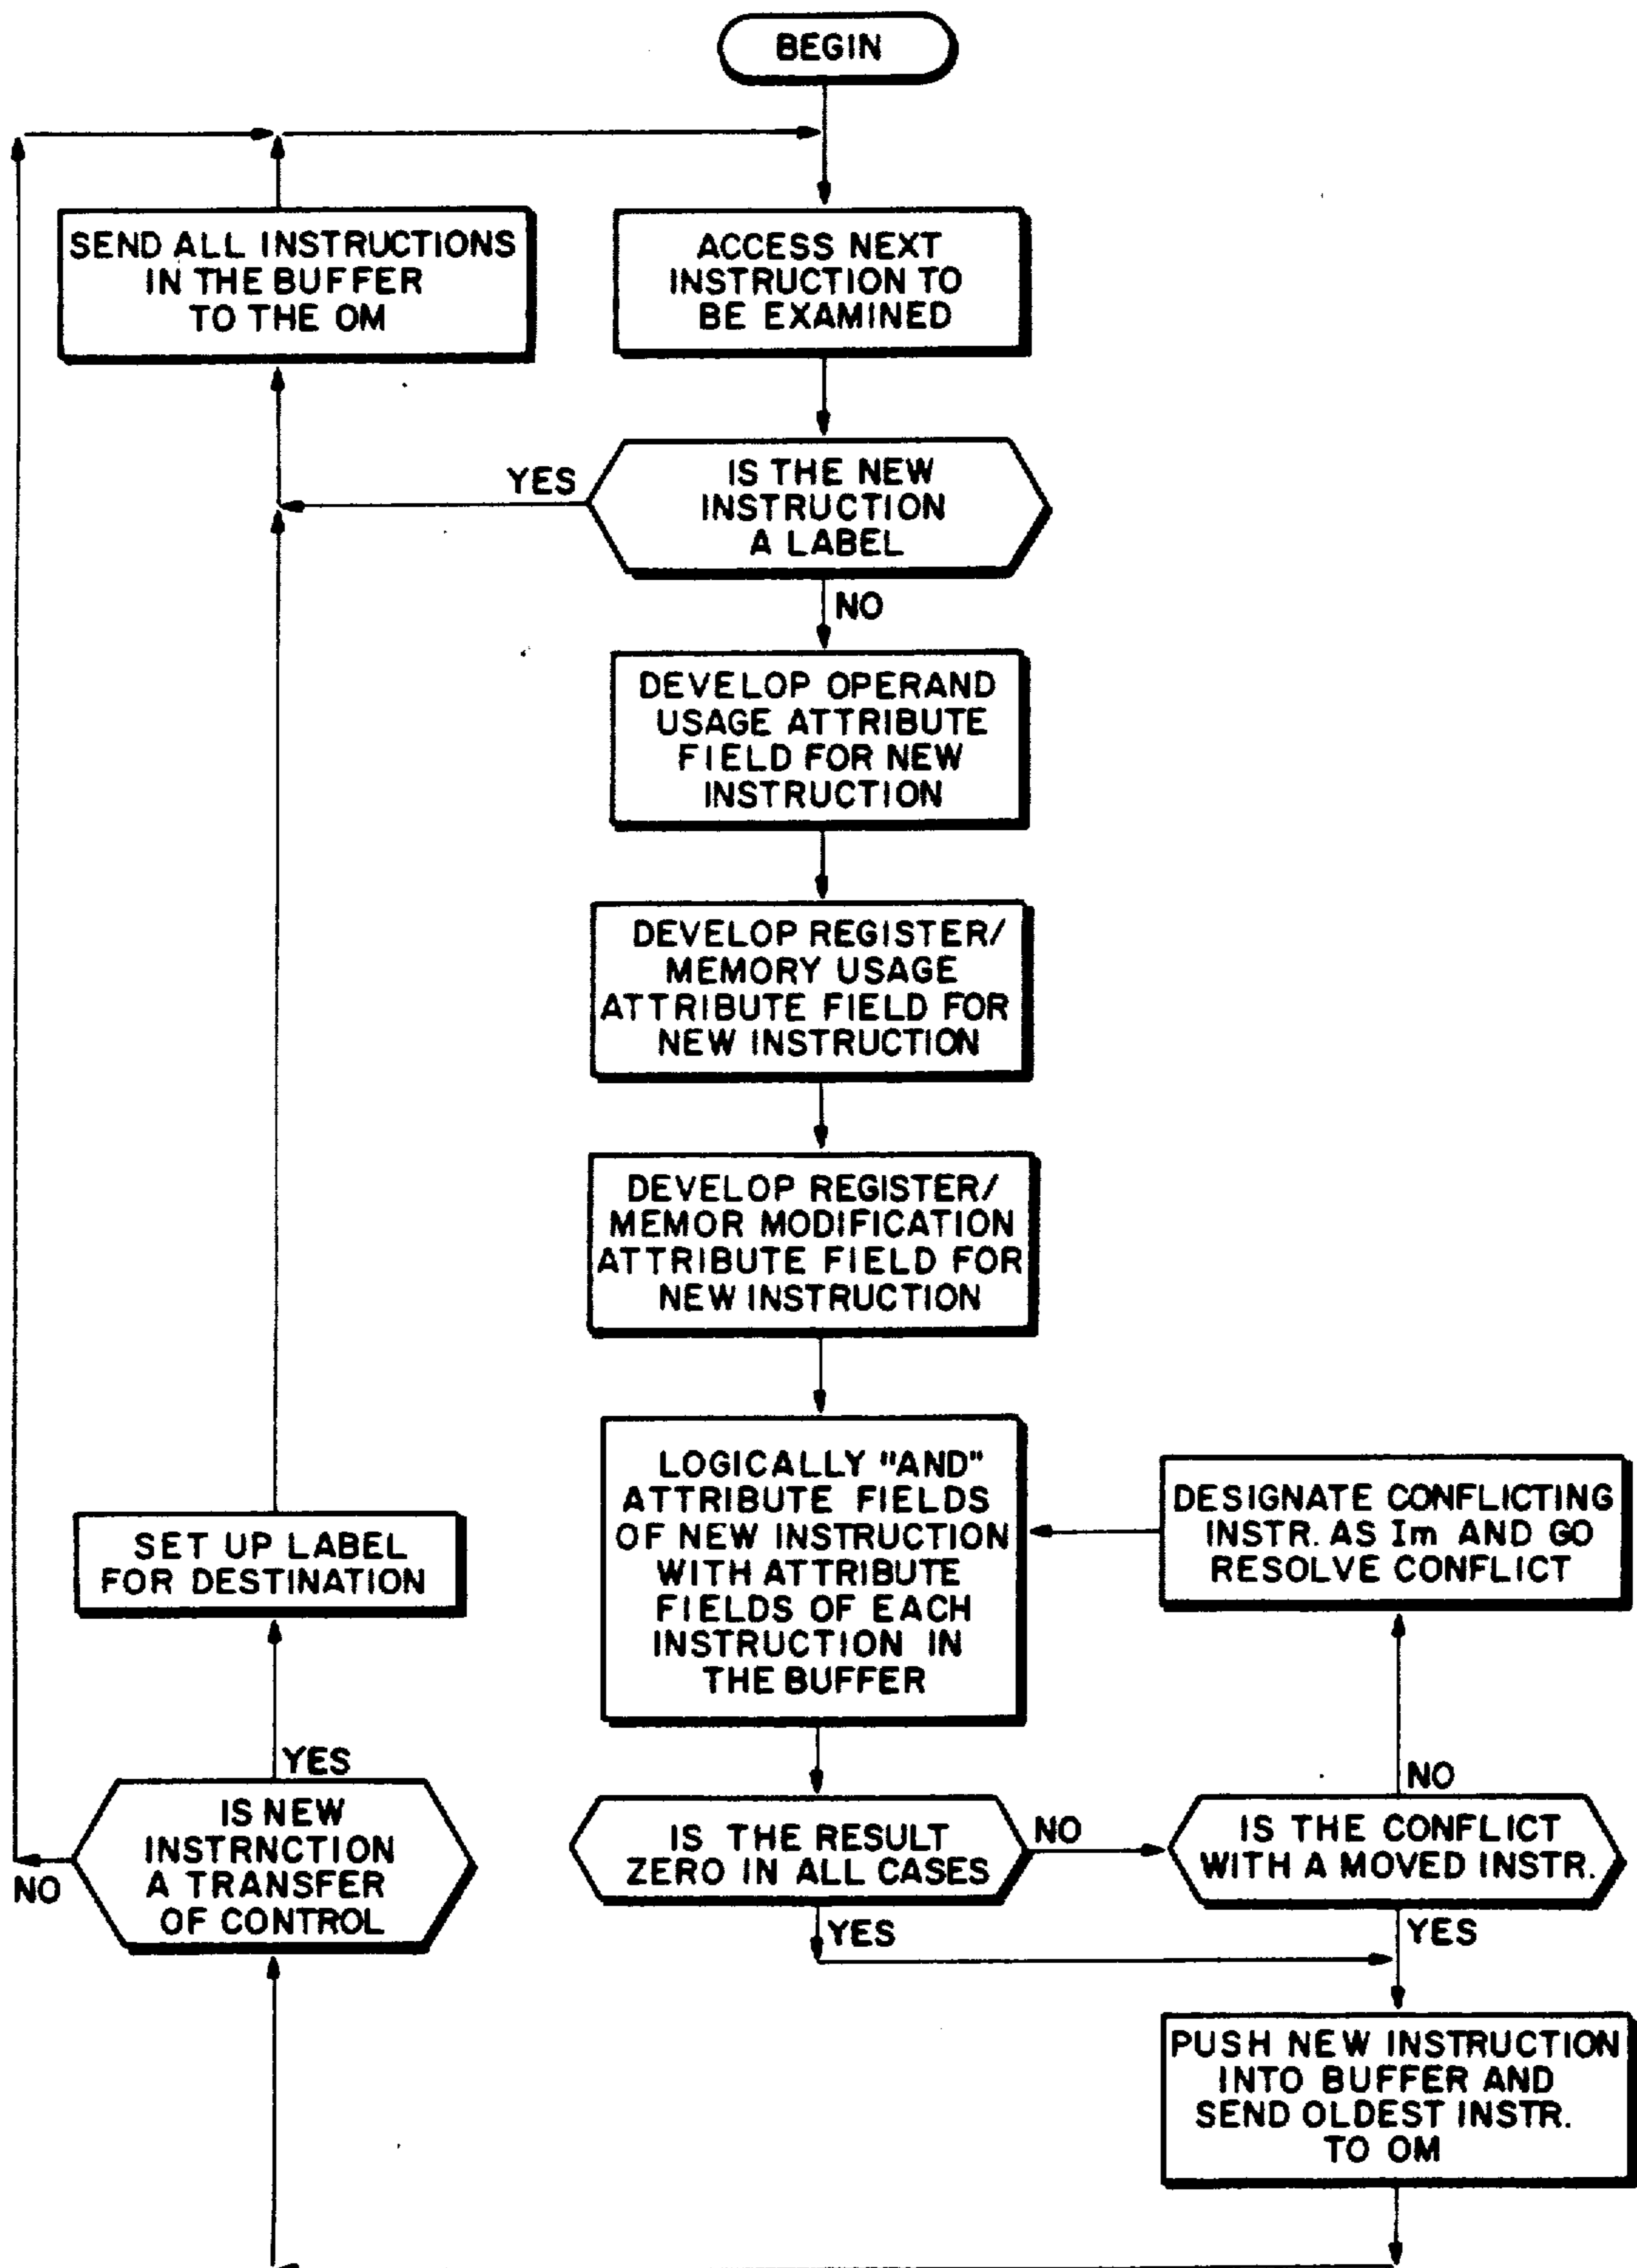 BEGIN
SEND ALL INSTRUCTIONS
IN THE BUFFER
TO THE OM
ACCESS NEXT
INSTRUCTION TO
BE EXAMINED
YES
IS THE NEW
INSTRUCTION
A LABEL
NO
DEVELOP OPERAND
USAGE ATTRIBUTE
FIELD FOR NEW
INSTRUCTION
DEVELOP REGISTER/
MEMORY USAGE
ATTRIBUTE FIELD FOR
NEW INSTRUCTION
DEVELOP REGISTER/
MEMOR MODIFICATION
ATTRIBUTE FIELD FOR
NEW INSTRUCTION
LOGICALLY "AND"
ATTRIBUTE FIELDS
OF NEW INSTRUCTION
WITH ATTRIBUTE
FIELDS OF EACH
INSTRUCTION IN
THE BUFFER
DESIGNATE CONFLICTING
INSTR. AS Im AND GO
RESOLVE CONFLICT
SET UP LABEL
FOR DESTINATION
YES
IS NEW
INSTRNCTION
A TRANSFER
OF CONTROL
NO
IS THE RESULT
ZERO IN ALL CASES
NO
YES
NO
IS THE CONFLICT
WITH A MOVED INSTR.
YES
PUSH NEW INSTRUCTION
INTO BUFFER AND
SEND OLDEST INSTR.
TO OM